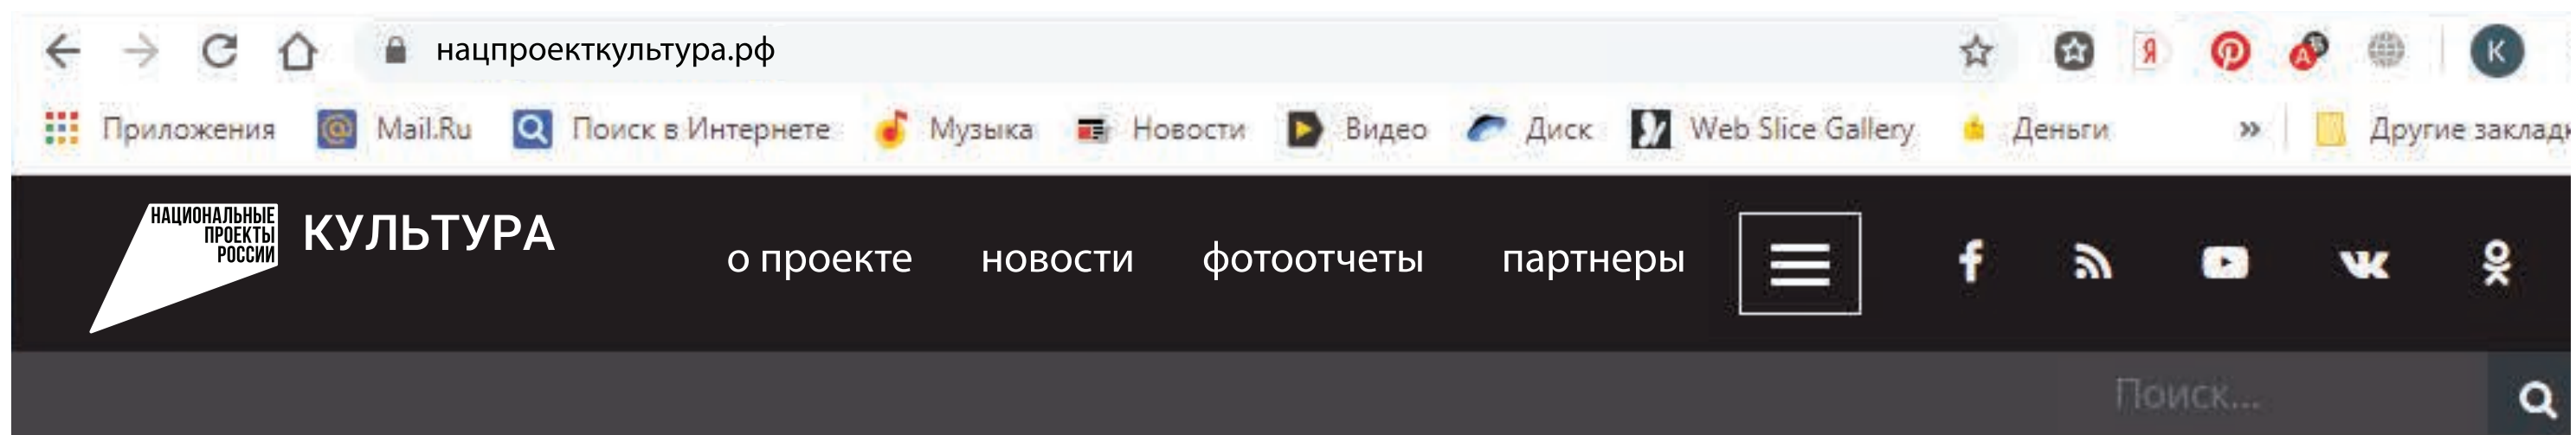 нацпроекткультура.рф
Я
К
Приложения Mail.Ru Поиск в Интернете Музыка Новости Видео Диск Web Slice Gallery Деньги » Другие заклад
НАЦИОНАЛЬНЫЕ
ПРОЕКТЫ
РОССИИ
КУЛЬТУРА
о проекте новости фотоотчеты партнеры
Поиск...